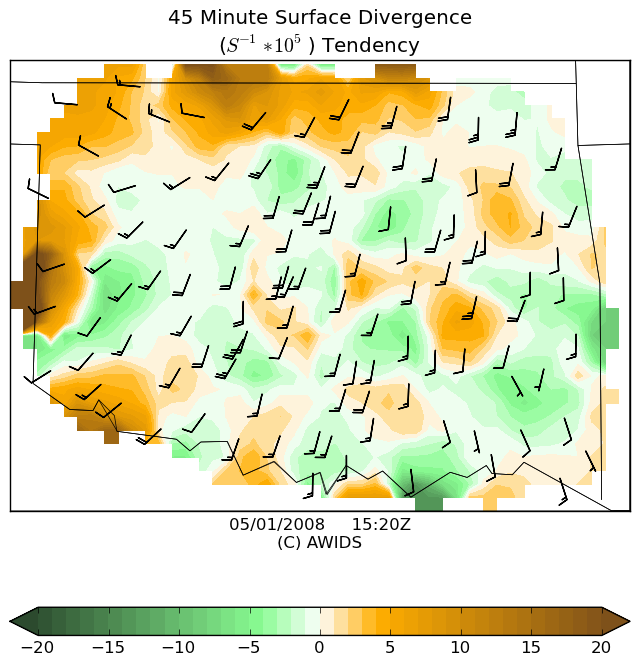 45 Minute Surface Divergence
(S⁻¹ * 10⁵ ) Tendency
05/01/2008 15:20Z
(C) AWIDS
−20 −15 −10 −5 0 5 10 15 20